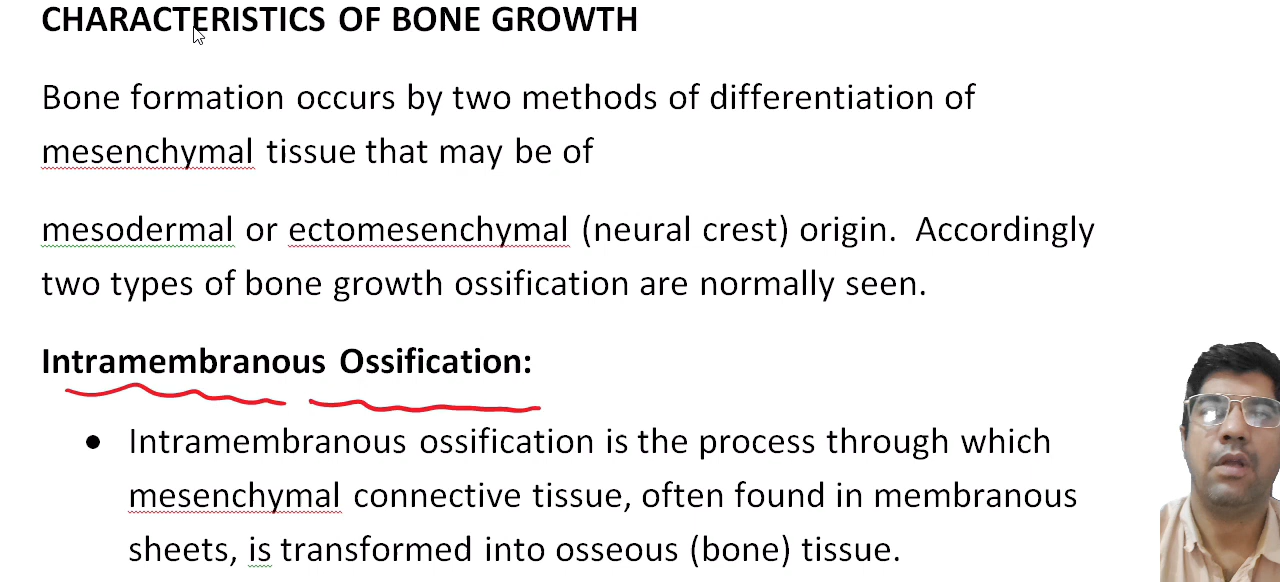 CHARACTERISTICS OF BONE GROWTH
Bone formation occurs by two methods of differentiation of
mesenchymal tissue that may be of
mesodermal or ectomesenchymal (neural crest) origin.  Accordingly
two types of bone growth ossification are normally seen.
Intramembranous Ossification:
• Intramembranous ossification is the process through which
mesenchymal connective tissue, often found in membranous
sheets, is transformed into osseous (bone) tissue.